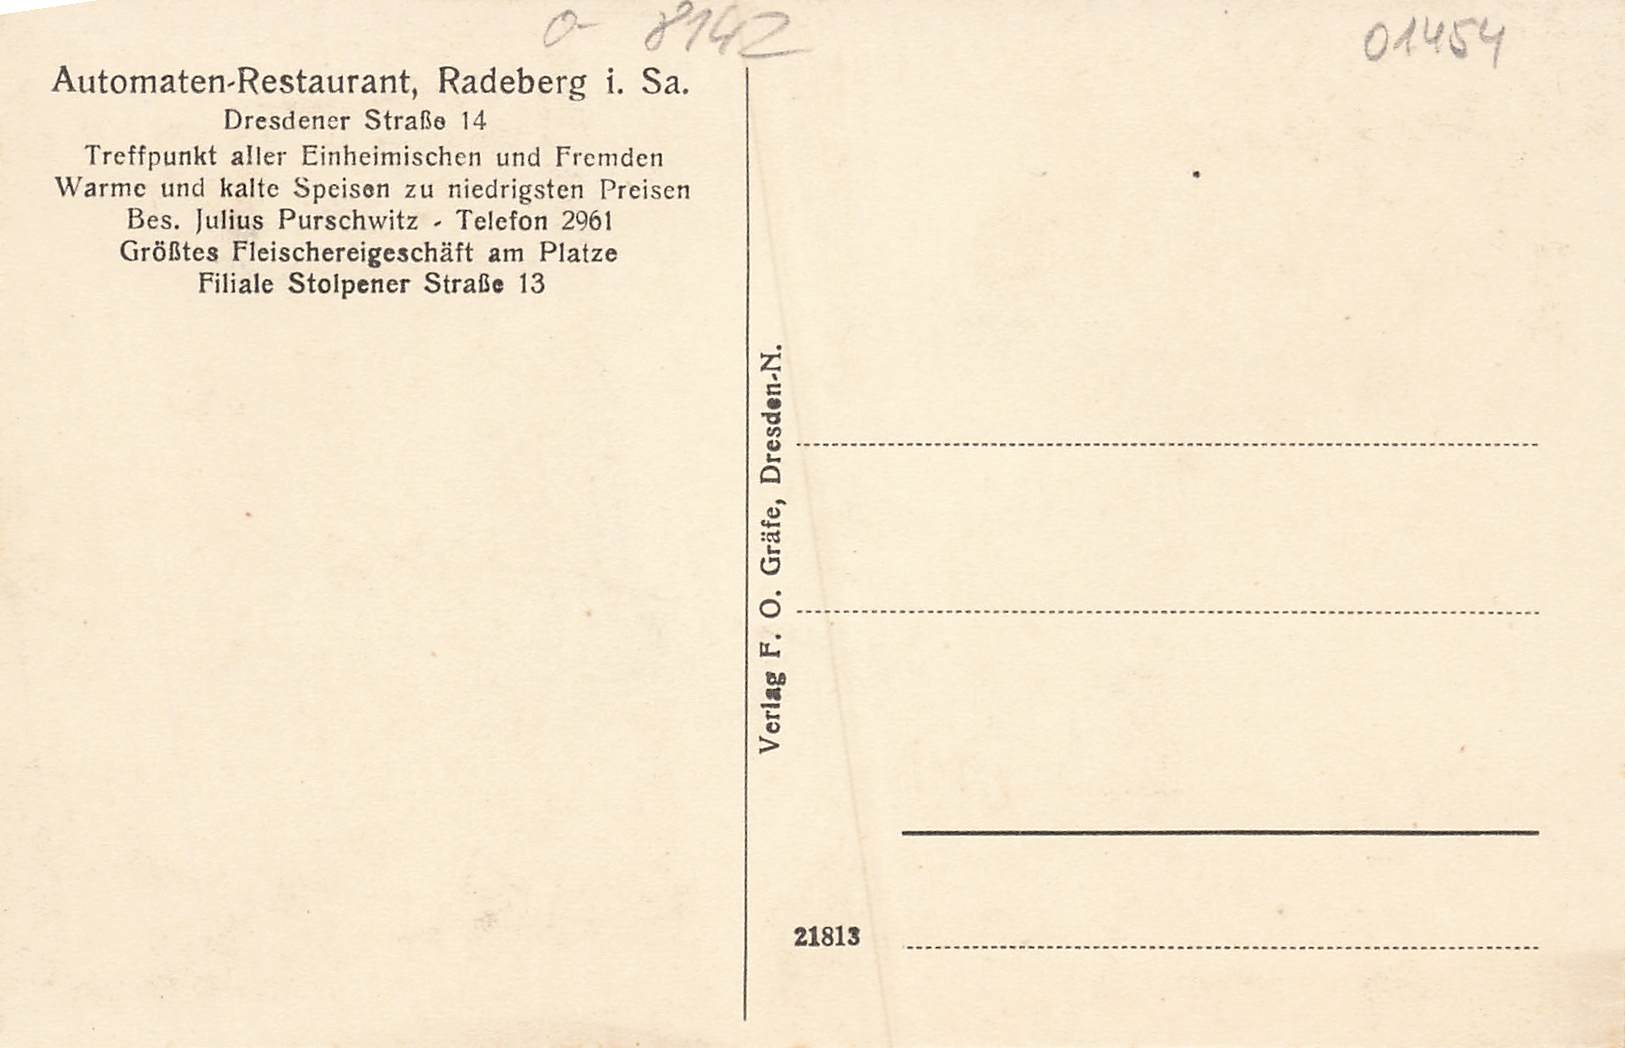 o- 8142
01454
Automaten-Restaurant, Radeberg i. Sa.
Dresdener Straße 14
Treffpunkt aller Einheimischen und Fremden
Warme und kalte Speisen zu niedrigsten Preisen
Bes. Julius Purschwitz - Telefon 2961
Größtes Fleischereigeschäft am Platze
Filiale Stolpener Straße 13
Verlag F. O. Gräfe, Dresden-N.
21813